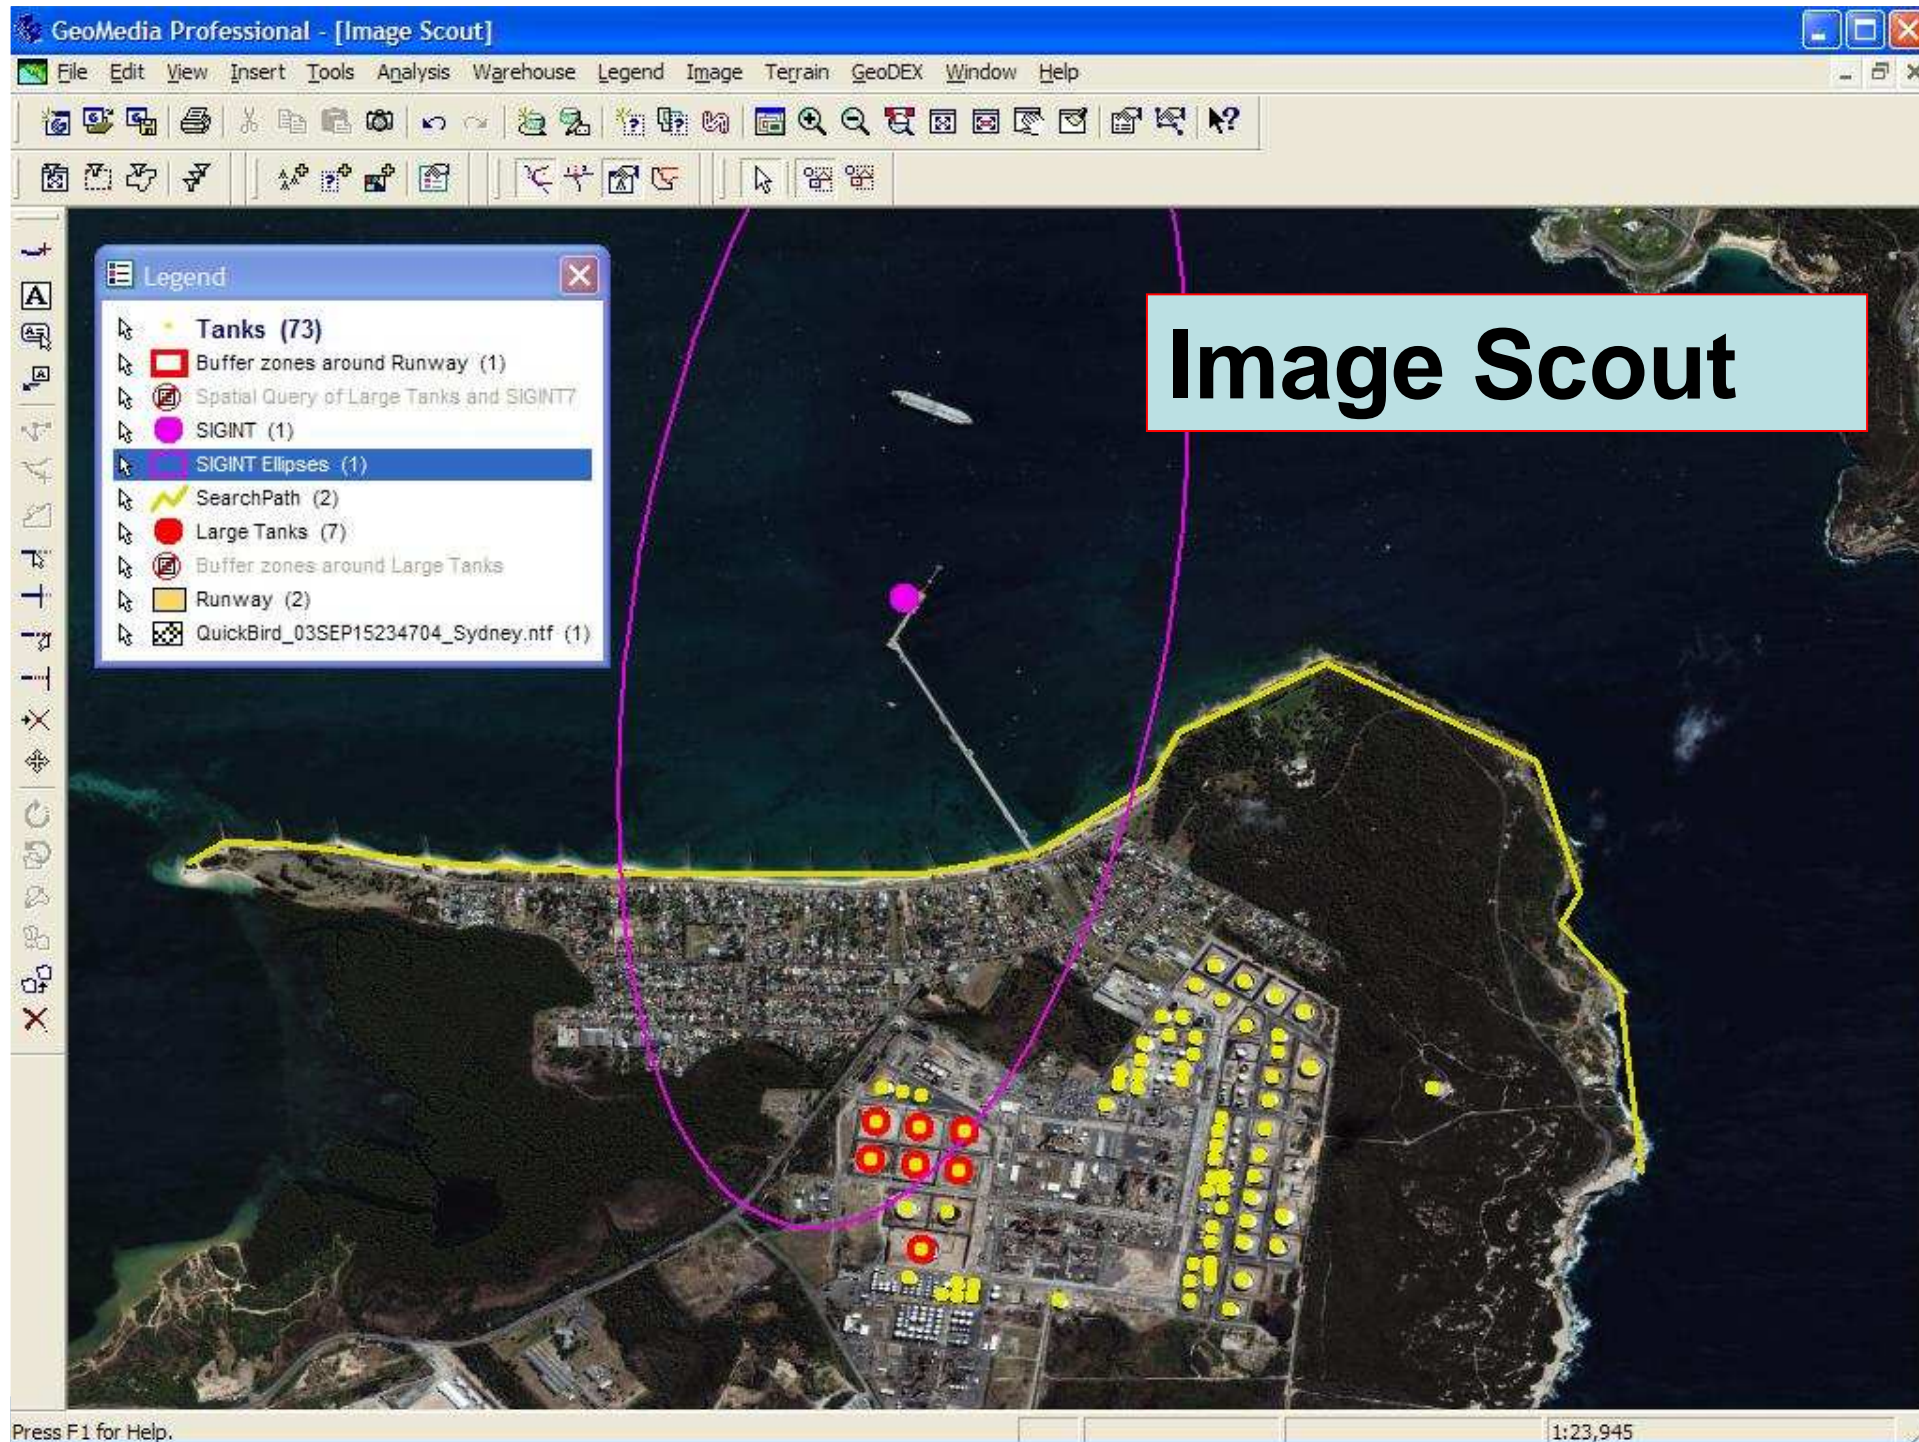 GeoMedia Professional - [Image Scout]
File Edit View Insert Tools Analysis Warehouse Legend Image Terrain GeoDEX Window Help
Legend
Tanks (73)
Buffer zones around Runway (1)
Spatial Query of Large Tanks and SIGINT7
SIGINT (1)
SIGINT Ellipses (1)
SearchPath (2)
Large Tanks (7)
Buffer zones around Large Tanks
Runway (2)
QuickBird_03SEP15234704_Sydney.ntf (1)
Image Scout
Press F1 for Help.
1:23,945